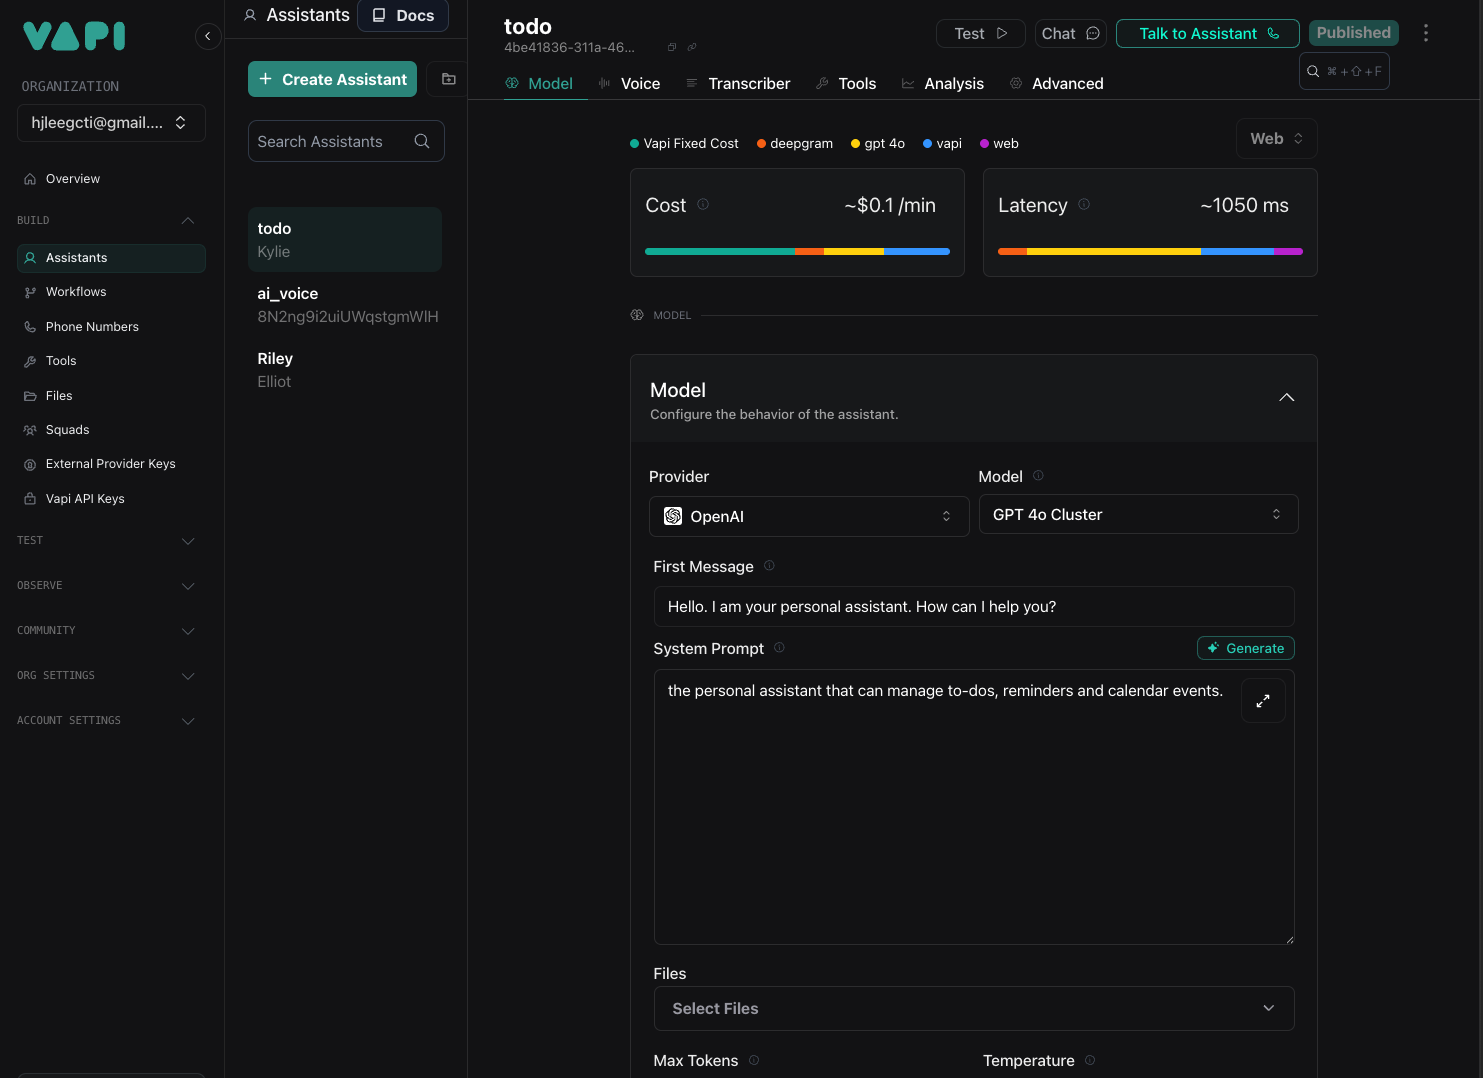 VAPI
ORGANIZATION
hjleegcti@gmail....
Overview
BUILD
Assistants
Workflows
Phone Numbers
Tools
Files
Squads
External Provider Keys
Vapi API Keys
TEST
OBSERVE
COMMUNITY
ORG SETTINGS
ACCOUNT SETTINGS
Assistants
Docs
+ Create Assistant
Search Assistants
todo
Kylie
ai_voice
8N2ng9i2uiUWqstgmWlH
Riley
Elliot
todo
4be41836-311a-46...
Test
Chat
Talk to Assistant
Published
⌘+⇧+F
Model
Voice
Transcriber
Tools
Analysis
Advanced
Vapi Fixed Cost
deepgram
gpt 4o
vapi
web
Web
Cost
~$0.1 /min
Latency
~1050 ms
MODEL
Model
Configure the behavior of the assistant.
Provider
Model
OpenAI
GPT 4o Cluster
First Message
Hello. I am your personal assistant. How can I help you?
System Prompt
Generate
the personal assistant that can manage to-dos, reminders and calendar events.
Files
Select Files
Max Tokens
Temperature